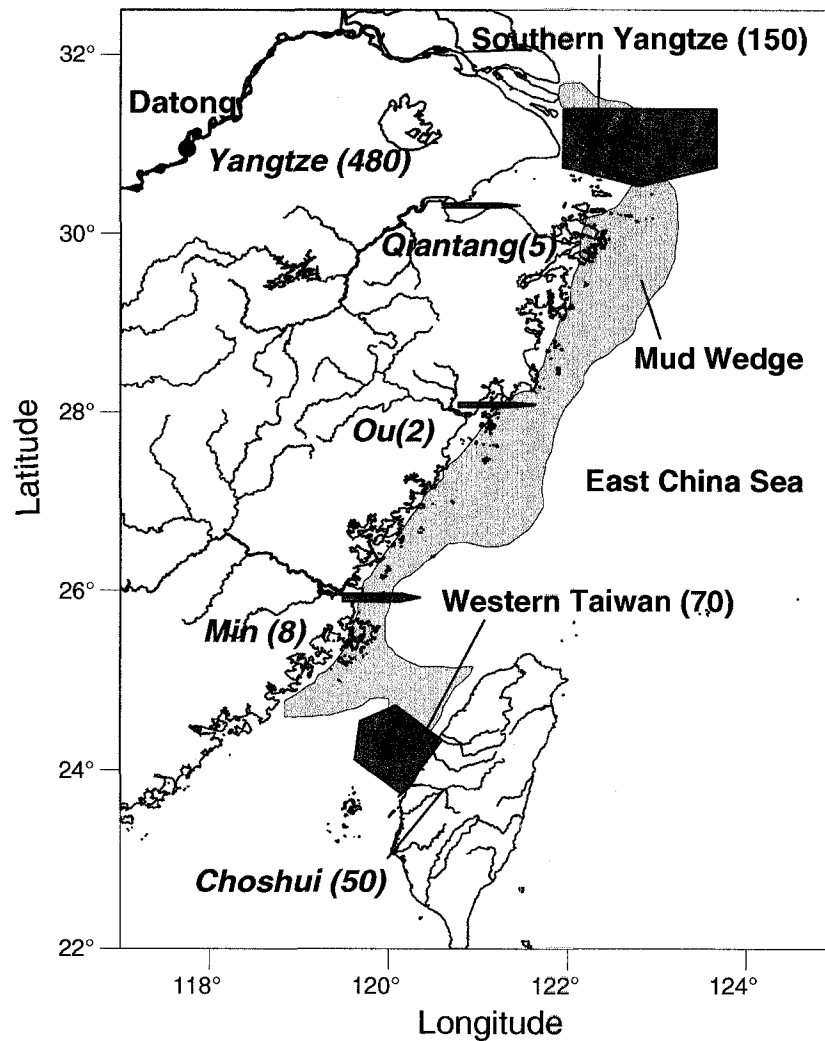 32°
Southern Yangtze (150)
Datong
Yangtze (480)
30°
Qiantang(5)
Mud Wedge
28°
Ou(2)
Latitude
East China Sea
26°
Western Taiwan (70)
Min (8)
24°
Choshui (50)
22°
118°
120°
122°
124°
Longitude